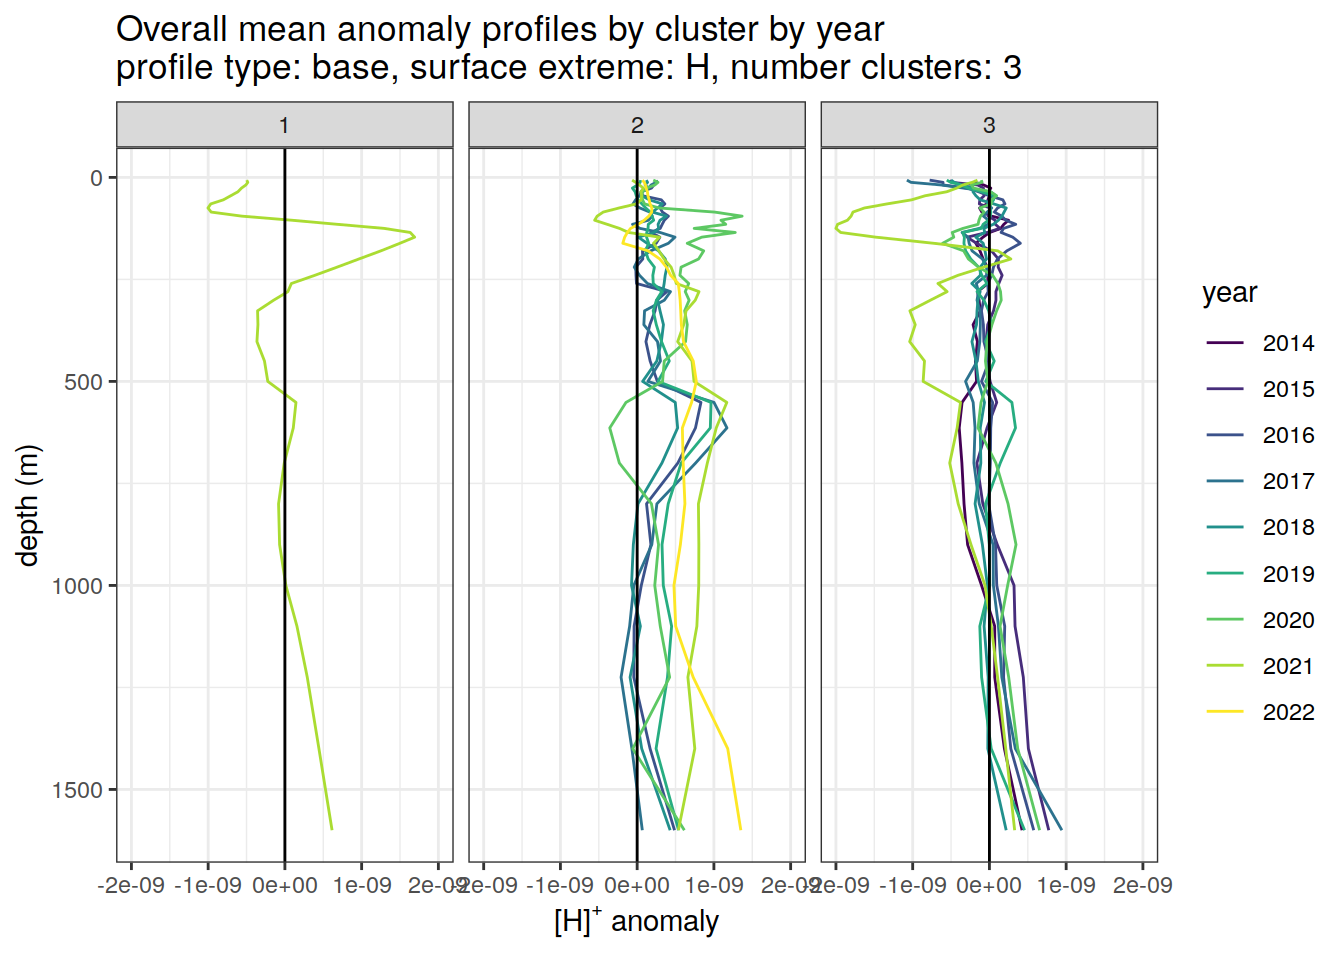 Overall mean anomaly profiles by cluster by year
profile type: base, surface extreme: H, number clusters: 3
1
2
3
0
500
1000
1500
depth (m)
-2e-09 -1e-09 0e+00 1e-09 2e-09
-2e-09 -1e-09 0e+00 1e-09 2e-09
-2e-09 -1e-09 0e+00 1e-09 2e-09
[H]⁺ anomaly
year
2014
2015
2016
2017
2018
2019
2020
2021
2022